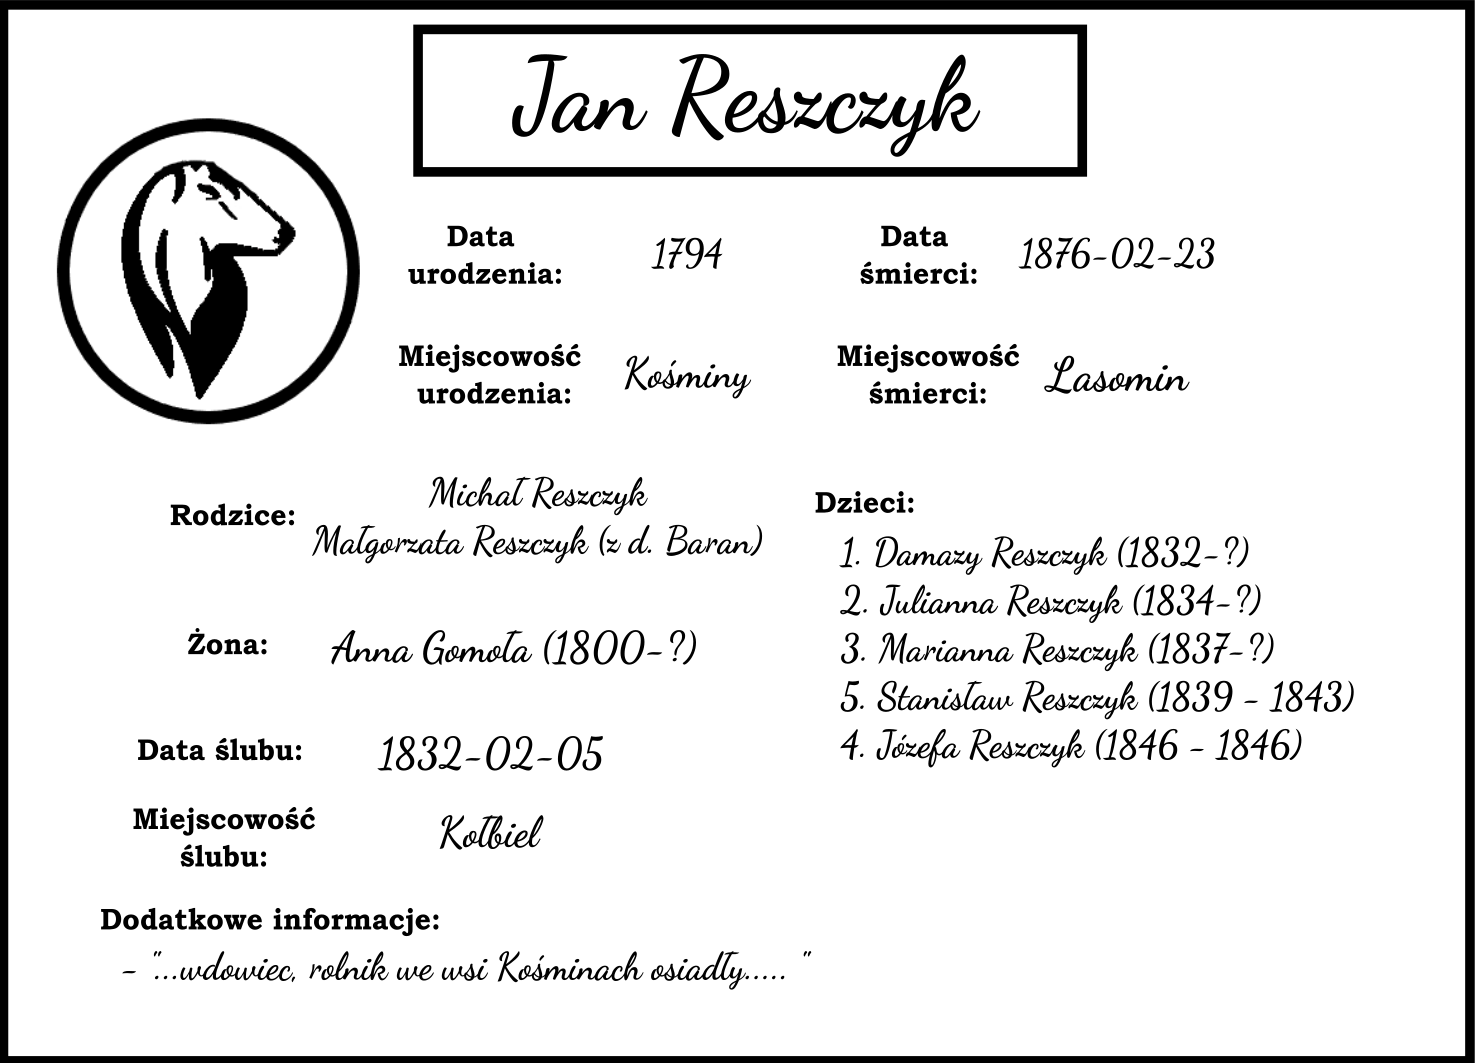 Jan Reszczyk
Data
urodzenia:
1794
Data
śmierci:
1876-02-23
Miejscowość
urodzenia:
Kośminy
Miejscowość
śmierci:
Lasomin
Rodzice:
Michał Reszczyk
Małgorzata Reszczyk (z d. Baran)
Żona:
Anna Gomoła (1800-?)
Data ślubu:
1832-02-05
Miejscowość
ślubu:
Kołbiel
Dzieci:
1. Damazy Reszczyk (1832-?)
2. Julianna Reszczyk (1834-?)
3. Marianna Reszczyk (1837-?)
5. Stanisław Reszczyk (1839 - 1843)
4. Józefa Reszczyk (1846 - 1846)
Dodatkowe informacje:
- "...wdowiec, rolnik we wsi Kośminach osiadły..... "